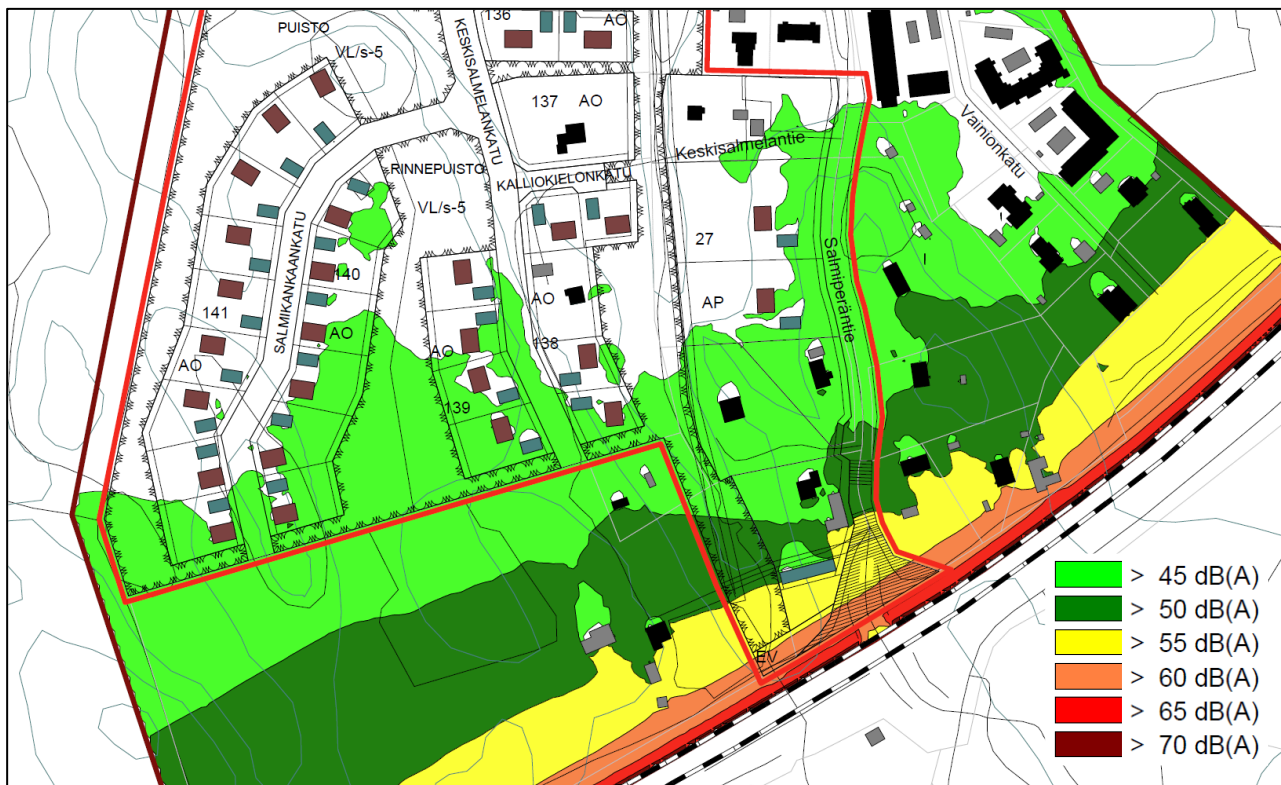 PUISTO
VL/s-5
136
AO
KESKISALMELANKATU
137 AO
Keskisalmelantie
Vainionkatu
RINNEPUISTO
VL/s-5
KALLIOKIELONKATU
SALMIKANKAANKATU
140
AO
141
AO
27
AP
Salmiperäntie
AO
138
AO
139
EV
> 45 dB(A)
> 50 dB(A)
> 55 dB(A)
> 60 dB(A)
> 65 dB(A)
> 70 dB(A)